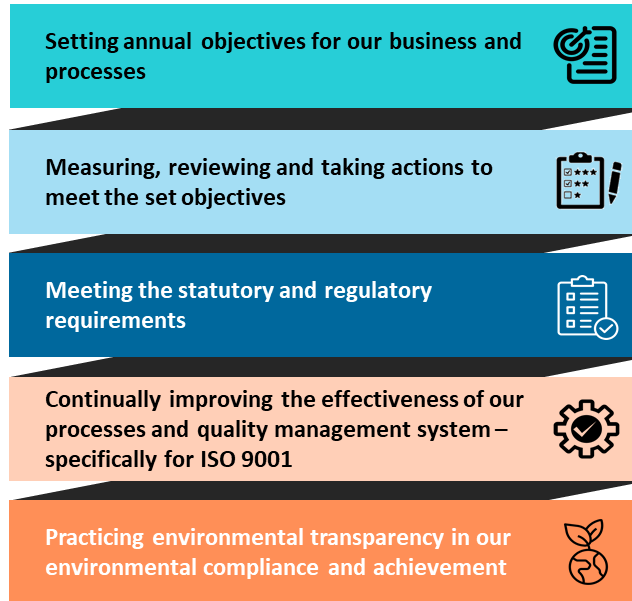 Setting annual objectives for our business and
processes
Measuring, reviewing and taking actions to
meet the set objectives
Meeting the statutory and regulatory
requirements
Continually improving the effectiveness of our
processes and quality management system –
specifically for ISO 9001
Practicing environmental transparency in our
environmental compliance and achievement